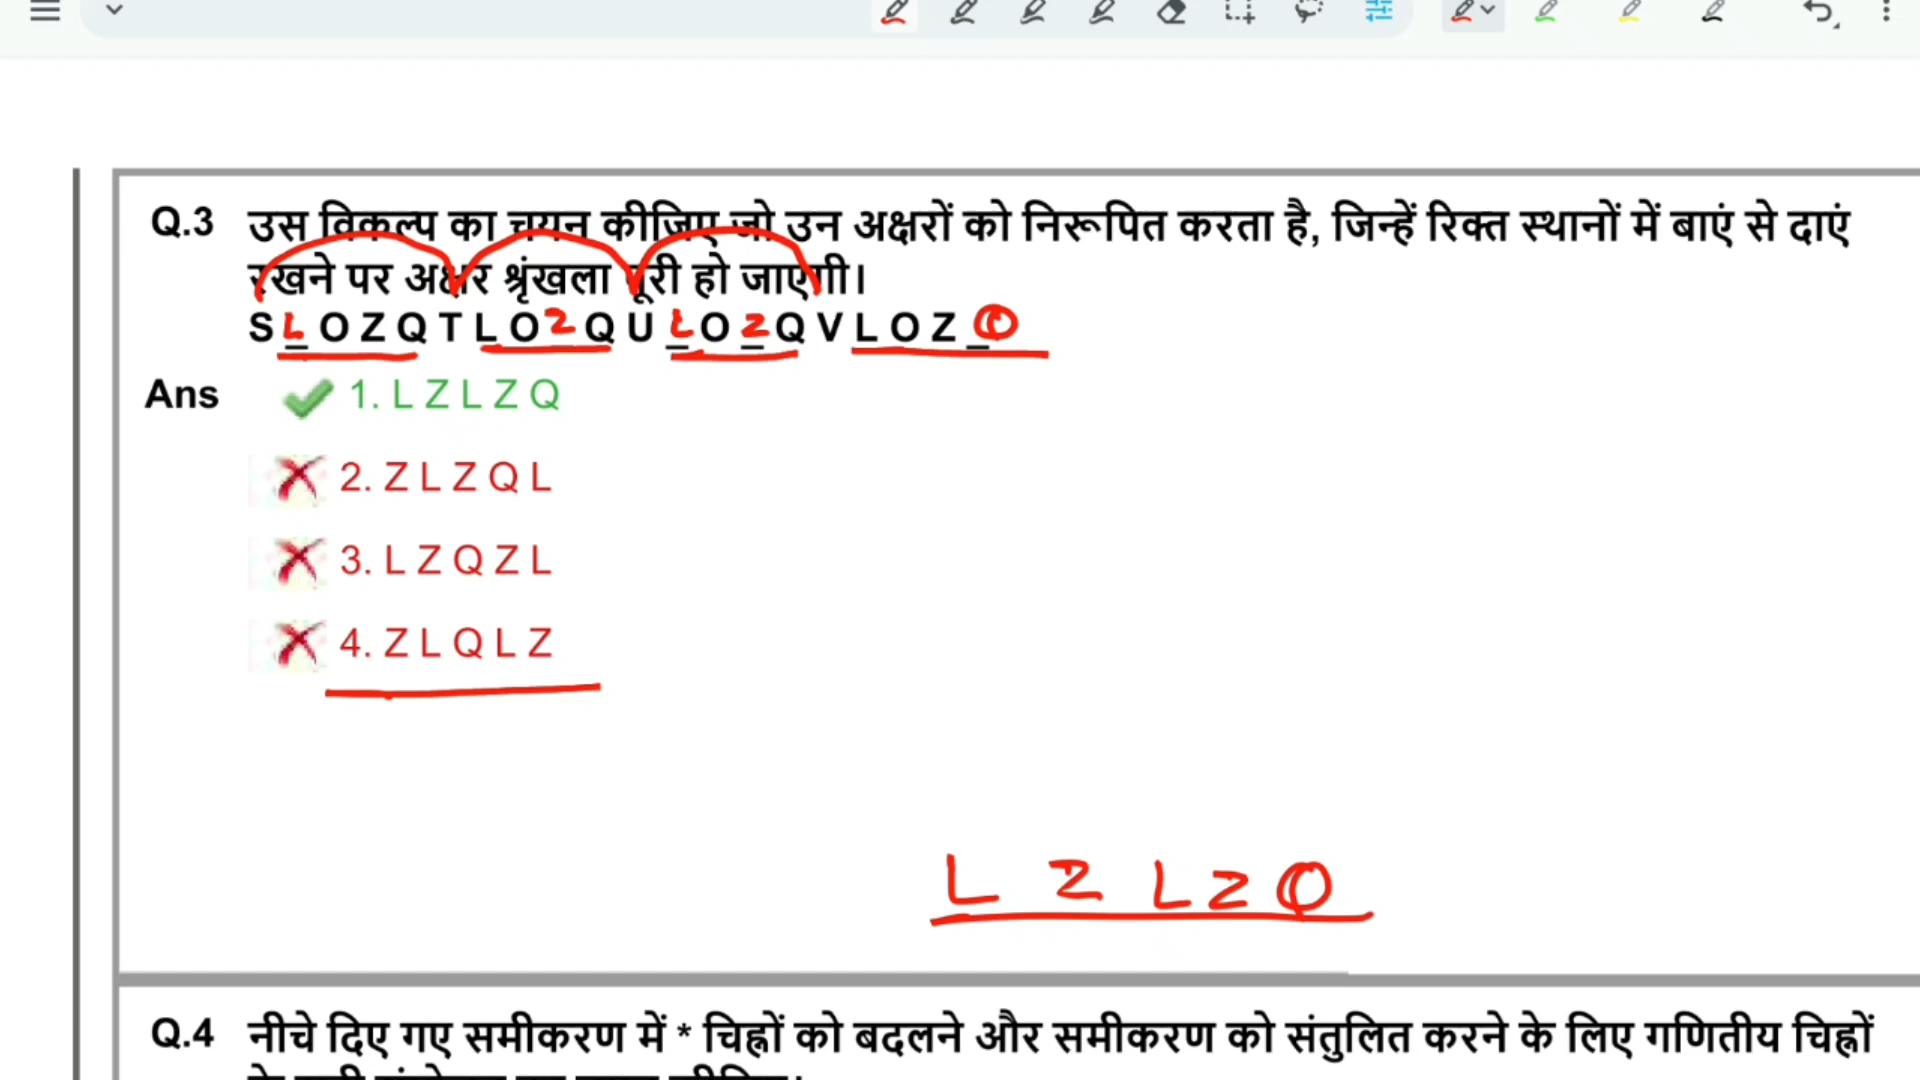 Q.3 उस विकल्प का चयन कीजिए जो उन अक्षरों को निरूपित करता है, जिन्हें रिक्त स्थानों में बाएं से दाएं
रखने पर अक्षर श्रृंखला पूरी हो जाएगी।
S L O Z Q T L O Z Q U L O Z Q V L O Z Q
Ans 1. L Z L Z Q
2. Z L Z Q L
3. L Z Q Z L
4. Z L Q L Z
L Z L Z Q
Q.4 नीचे दिए गए समीकरण में * चिह्नों को बदलने और समीकरण को संतुलित करने के लिए गणितीय चिह्नों